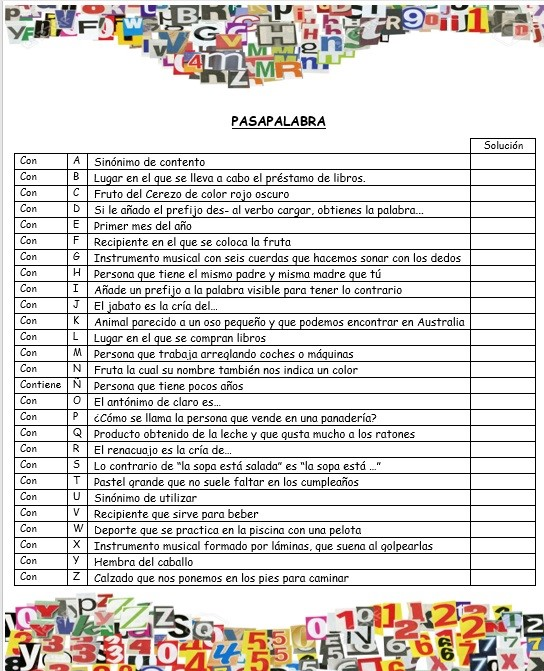 PASAPALABRA
Solución
Con A Sinónimo de contento
Con B Lugar en el que se lleva a cabo el préstamo de libros.
Con C Fruto del Cerezo de color rojo oscuro
Con D Si le añado el prefijo des- al verbo cargar, obtienes la palabra...
Con E Primer mes del año
Con F Recipiente en el que se coloca la fruta
Con G Instrumento musical con seis cuerdas que hacemos sonar con los dedos
Con H Persona que tiene el mismo padre y misma madre que tú
Con I Añade un prefijo a la palabra visible para tener lo contrario
Con J El jabato es la cría del...
Con K Animal parecido a un oso pequeño y que podemos encontrar en Australia
Con L Lugar en el que se compran libros
Con M Persona que trabaja arreglando coches o máquinas
Con N Fruta la cual su nombre también nos indica un color
Contiene Ñ Persona que tiene pocos años
Con O El antónimo de claro es...
Con P ¿Cómo se llama la persona que vende en una panadería?
Con Q Producto obtenido de la leche y que gusta mucho a los ratones
Con R El renacuajo es la cría de...
Con S Lo contrario de "la sopa está salada" es "la sopa está ..."
Con T Pastel grande que no suele faltar en los cumpleaños
Con U Sinónimo de utilizar
Con V Recipiente que sirve para beber
Con W Deporte que se practica en la piscina con una pelota
Con X Instrumento musical formado por láminas, que suena al golpearlas
Con Y Hembra del caballo
Con Z Calzado que nos ponemos en los pies para caminar